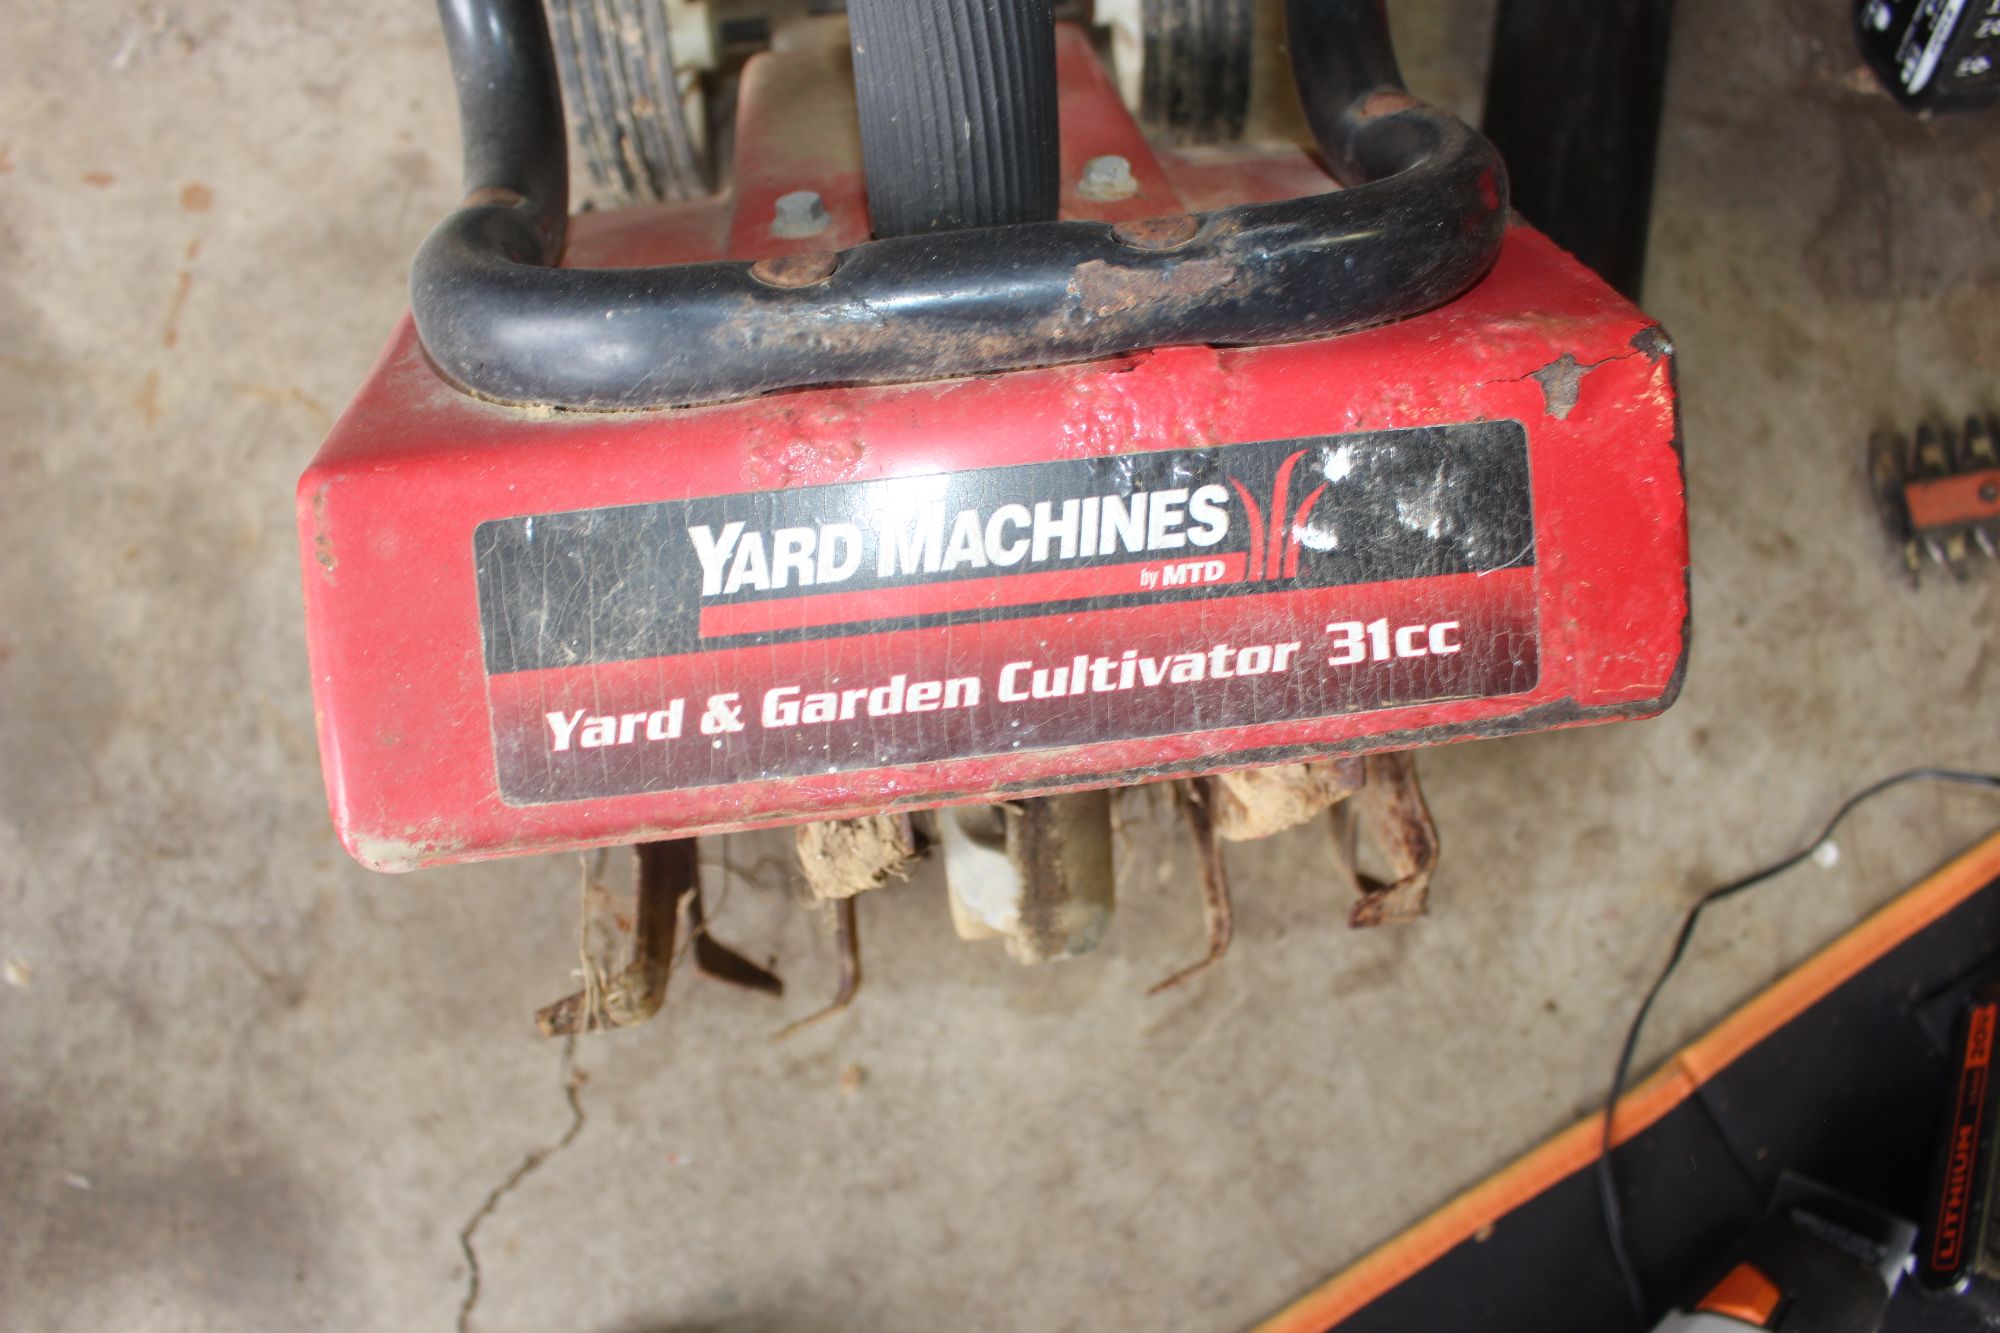 YARD MACHINES
by MTD
Yard & Garden Cultivator 31cc
LITHIUM